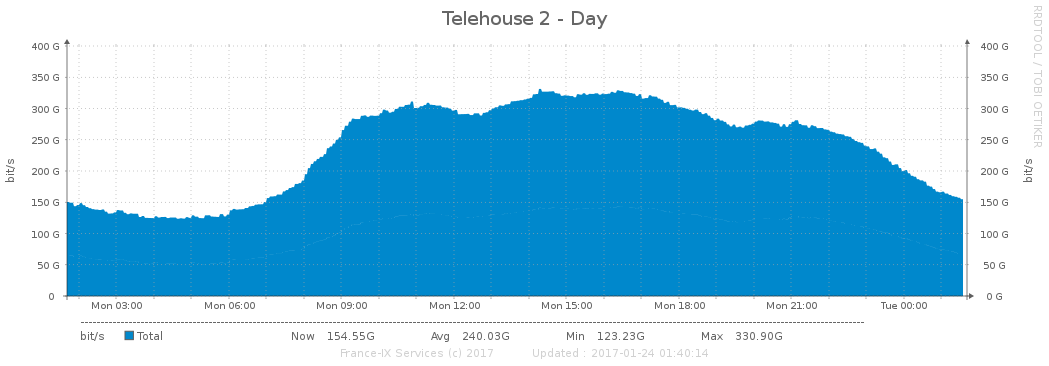 Telehouse 2 - Day
RRDTOOL / TOBI OETIKER
400 G 400 G
350 G 350 G
300 G 300 G
250 G 250 G
200 G 200 G
150 G 150 G
100 G 100 G
50 G 50 G
0 0 G
bit/s bit/s
Mon 03:00 Mon 06:00 Mon 09:00 Mon 12:00 Mon 15:00 Mon 18:00 Mon 21:00 Tue 00:00
bit/s Total Now 154.55G Avg 240.03G Min 123.23G Max 330.90G
France-IX Services (c) 2017 Updated : 2017-01-24 01:40:14